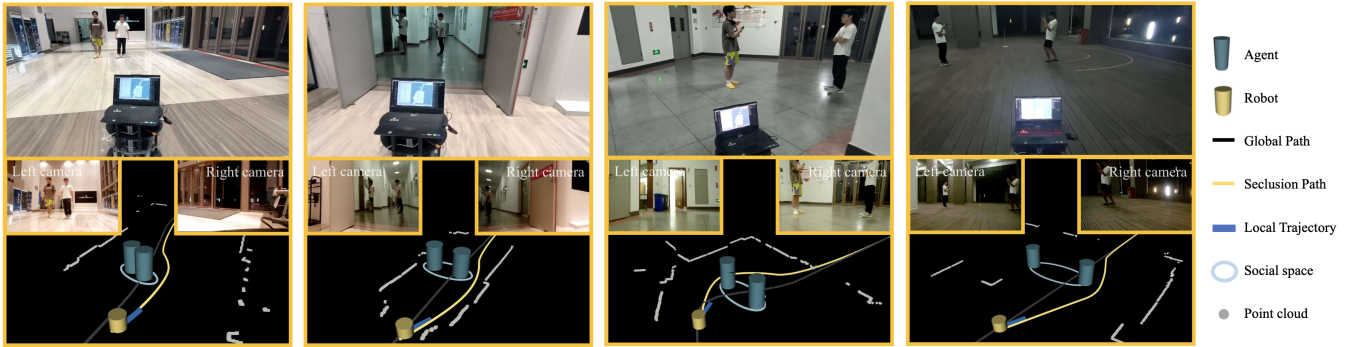 Left camera
Right camera
Left camera
Right camera
Left camera
Right camera
Left camera
Right camera
Agent
Robot
Global Path
Seclusion Path
Local Trajectory
Social space
Point cloud